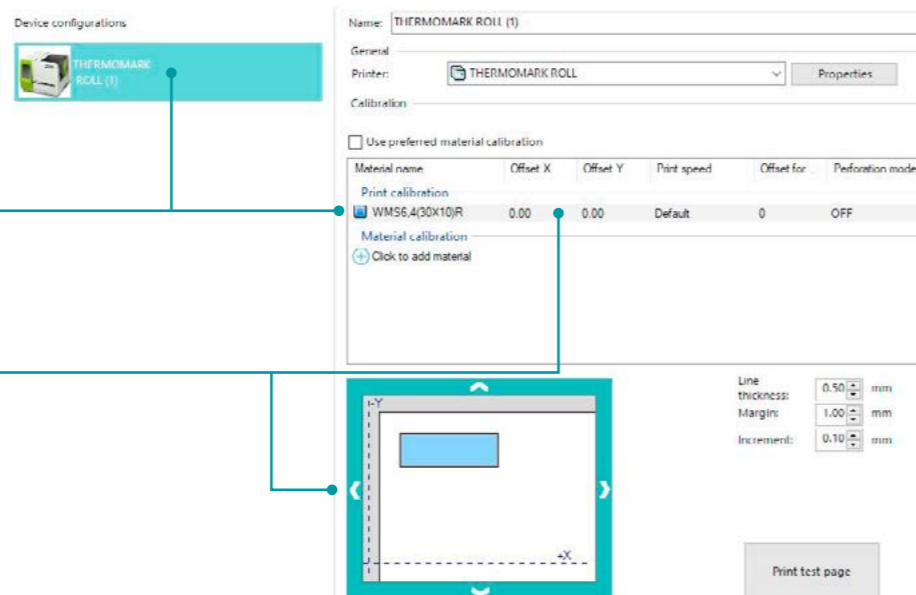 Device configurations
THERMOMARK
ROLL (1)
Name: THERMOMARK ROLL (1)
General
Printer: THERMOMARK ROLL Properties
Calibration
Use preferred material calibration
Material name Offset X Offset Y Print speed Offset for ... Perforation mode
Print calibration
WMS6,4(30X10)R 0.00 0.00 Default 0 OFF
Material calibration
Click to add material
Line
thickness: 0.50 mm
Margin: 1.00 mm
Increment: 0.10 mm
-Y
+X
Print test page